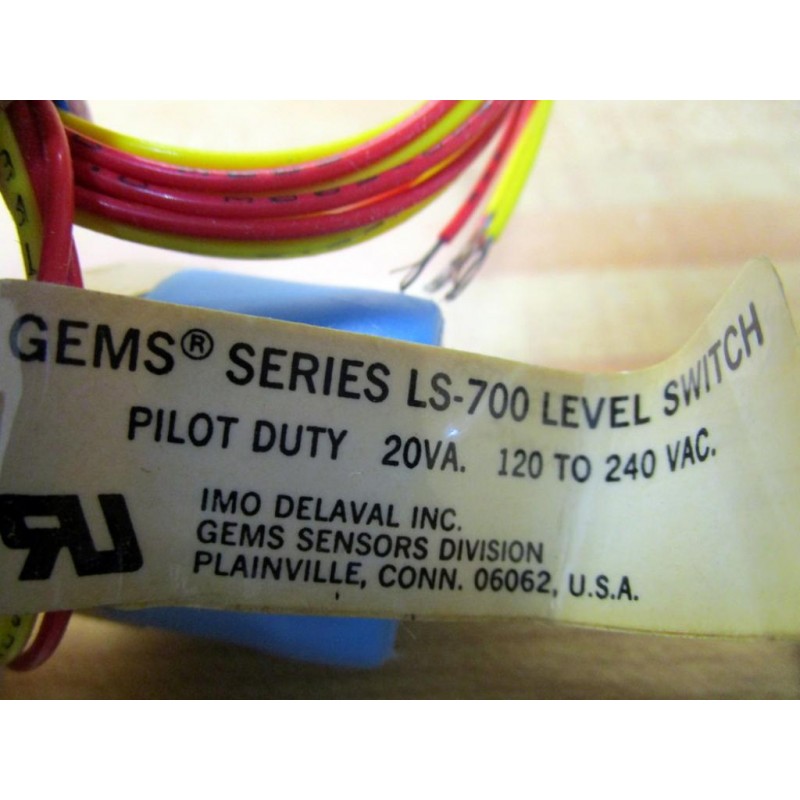 GEMS® SERIES LS-700 LEVEL SWITCH
PILOT DUTY 20VA. 120 TO 240 VAC.
IMO DELAVAL INC.
GEMS SENSORS DIVISION
PLAINVILLE, CONN. 06062, U.S.A.